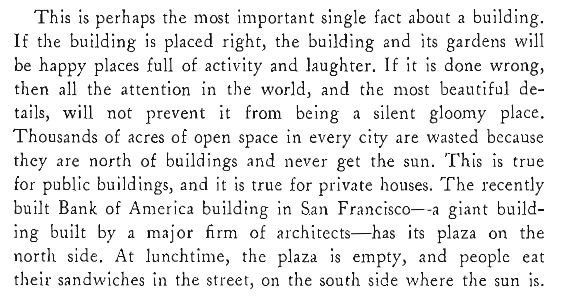 This is perhaps the most important single fact about a building.
If the building is placed right, the building and its gardens will
be happy places full of activity and laughter. If it is done wrong,
then all the attention in the world, and the most beautiful de-
tails, will not prevent it from being a silent gloomy place.
Thousands of acres of open space in every city are wasted because
they are north of buildings and never get the sun. This is true
for public buildings, and it is true for private houses. The recently
built Bank of America building in San Francisco—-a giant build-
ing built by a major firm of architects—has its plaza on the
north side. At lunchtime, the plaza is empty, and people eat
their sandwiches in the street, on the south side where the sun is.